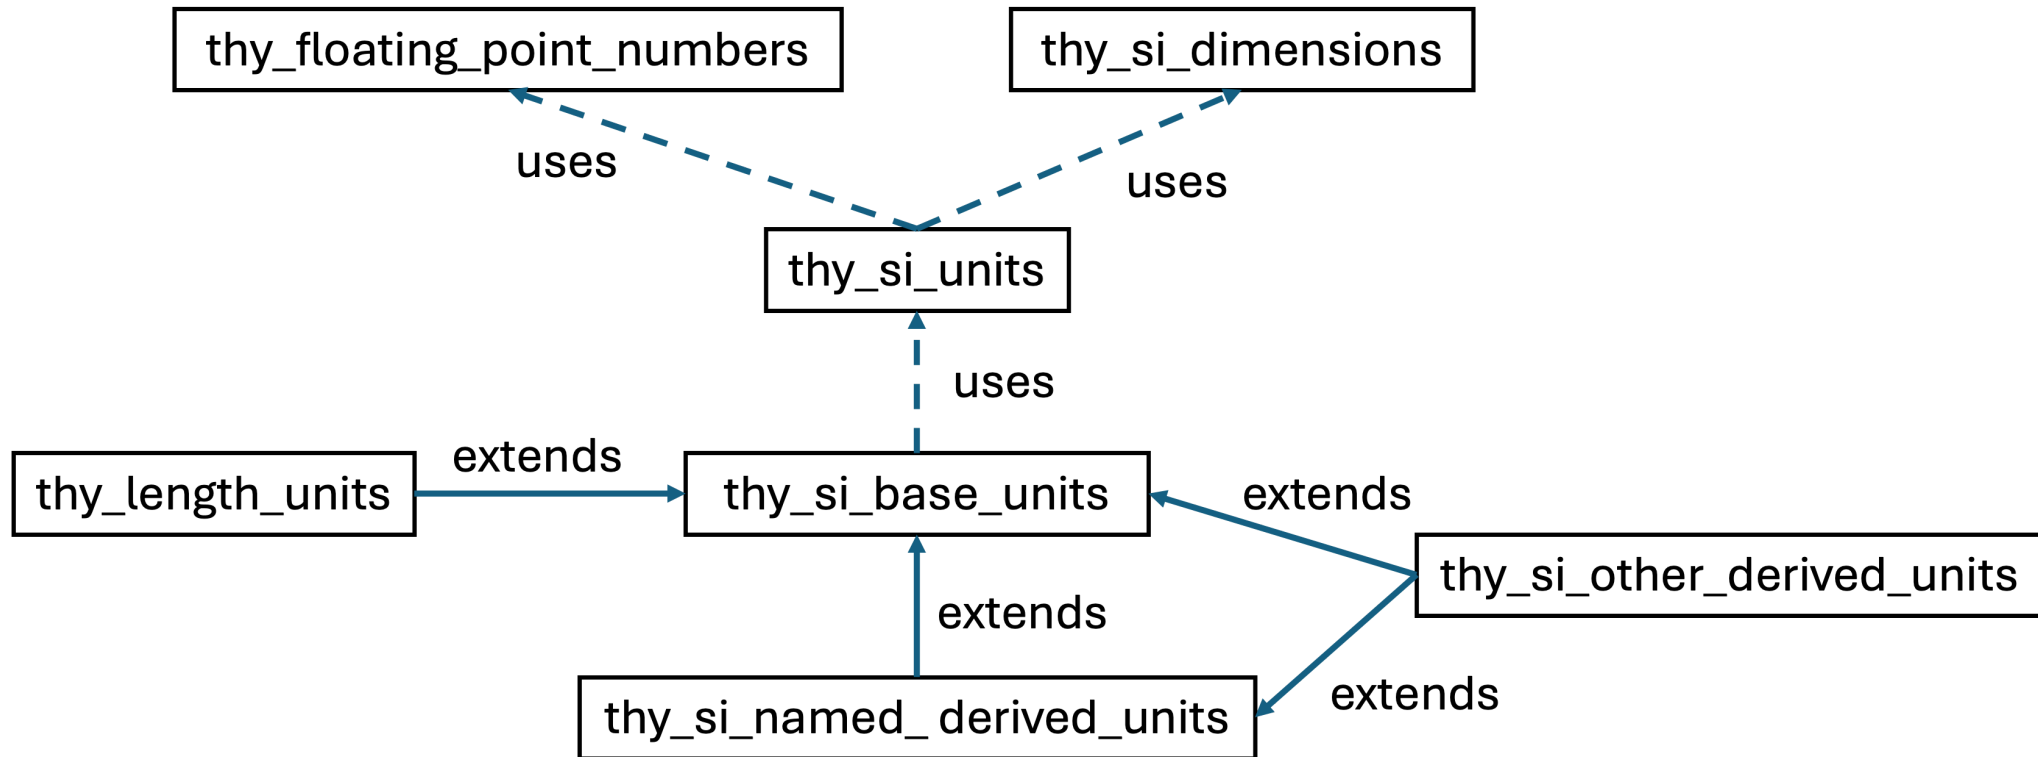 thy_floating_point_numbers
thy_si_dimensions
uses
uses
thy_si_units
uses
extends
thy_length_units
thy_si_base_units
extends
thy_si_other_derived_units
extends
extends
thy_si_named_ derived_units